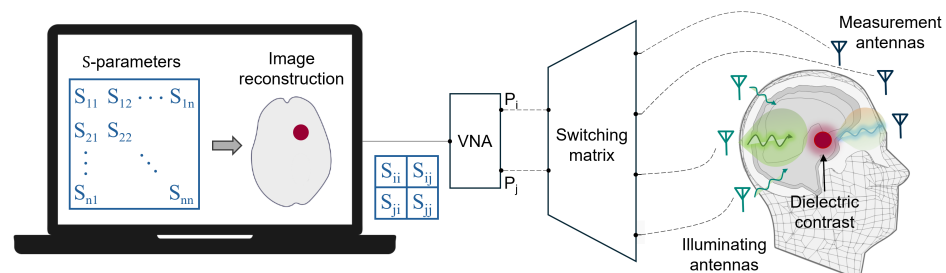 S-parameters
S11 S12 ··· S1n
S21 S22
Sn1 Snn
Image
reconstruction
Sii Sij
Sji Sjj
VNA
Pi
Pj
Switching
matrix
Measurement
antennas
Dielectric
contrast
Illuminating
antennas